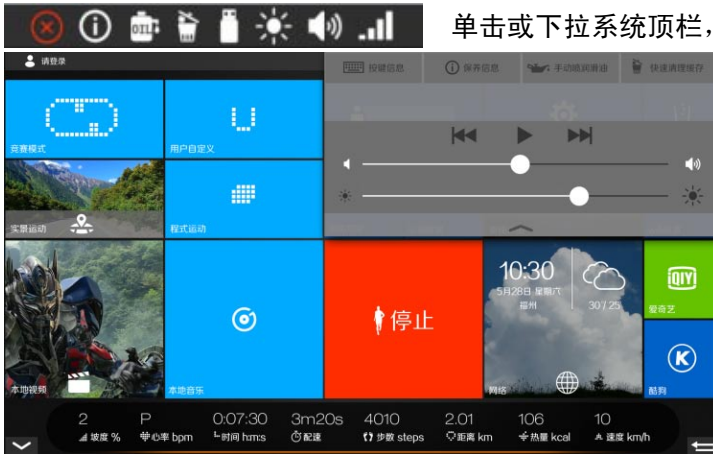 OIL
单击或下拉系统顶栏，
请登录
按键信息
保养信息
手动喷润滑油
快速清理缓存
竞赛模式
用户自定义
实景运动
程式运动
停止
10:30
5月28日 星期六
福州
30°/ 25
iQIY
爱奇艺
K
本地视频
本地音乐
网络
酷狗
2 P 0:07:30 3m20s 4010 2.01 106 10
坡度 % 心率 bpm 时间 h:m:s 配速 步数 steps 距离 km 热量 kcal 速度 km/h